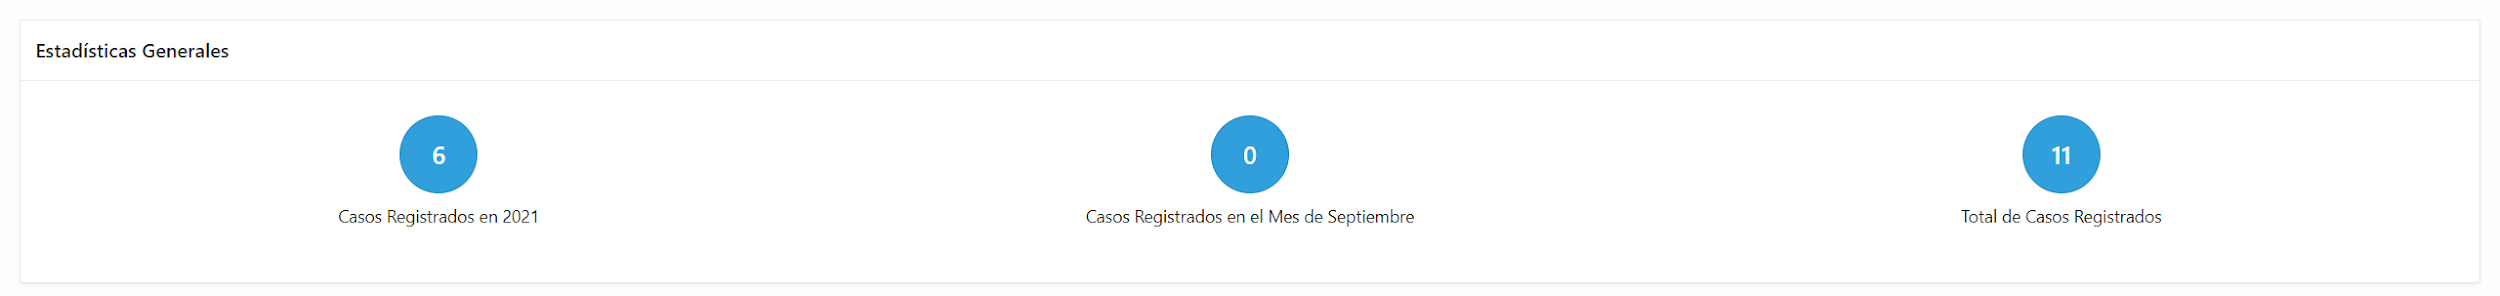 Estadísticas Generales
6
0
11
Casos Registrados en 2021
Casos Registrados en el Mes de Septiembre
Total de Casos Registrados